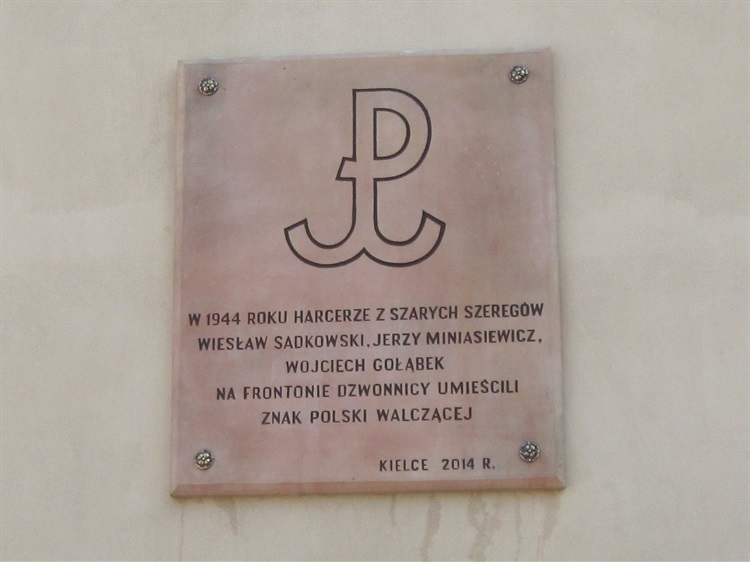 W 1944 ROKU HARCERZE Z SZARYCH SZEREGÓW
WIESŁAW SADKOWSKI, JERZY MINIASIEWICZ,
WOJCIECH GOŁĄBEK
NA FRONTONIE DZWONNICY UMIEŚCILI
ZNAK POLSKI WALCZĄCEJ
KIELCE 2014 R.